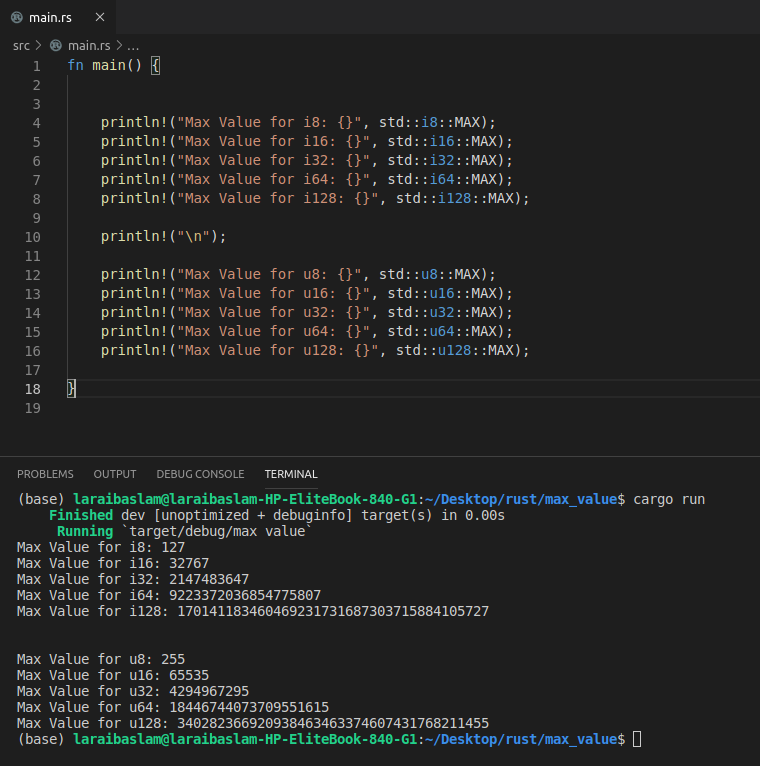 main.rs
src > main.rs > ...
1 fn main() {
2
3
4 println!("Max Value for i8: {}", std::i8::MAX);
5 println!("Max Value for i16: {}", std::i16::MAX);
6 println!("Max Value for i32: {}", std::i32::MAX);
7 println!("Max Value for i64: {}", std::i64::MAX);
8 println!("Max Value for i128: {}", std::i128::MAX);
9
10 println!("\n");
11
12 println!("Max Value for u8: {}", std::u8::MAX);
13 println!("Max Value for u16: {}", std::u16::MAX);
14 println!("Max Value for u32: {}", std::u32::MAX);
15 println!("Max Value for u64: {}", std::u64::MAX);
16 println!("Max Value for u128: {}", std::u128::MAX);
17
18 }
19
PROBLEMS OUTPUT DEBUG CONSOLE TERMINAL
(base) laraibaslam@laraibaslam-HP-EliteBook-840-G1:~/Desktop/rust/max_value$ cargo run
Finished dev [unoptimized + debuginfo] target(s) in 0.00s
Running `target/debug/max value`
Max Value for i8: 127
Max Value for i16: 32767
Max Value for i32: 2147483647
Max Value for i64: 9223372036854775807
Max Value for i128: 170141183460469231731687303715884105727
Max Value for u8: 255
Max Value for u16: 65535
Max Value for u32: 4294967295
Max Value for u64: 18446744073709551615
Max Value for u128: 340282366920938463463374607431768211455
(base) laraibaslam@laraibaslam-HP-EliteBook-840-G1:~/Desktop/rust/max_value$